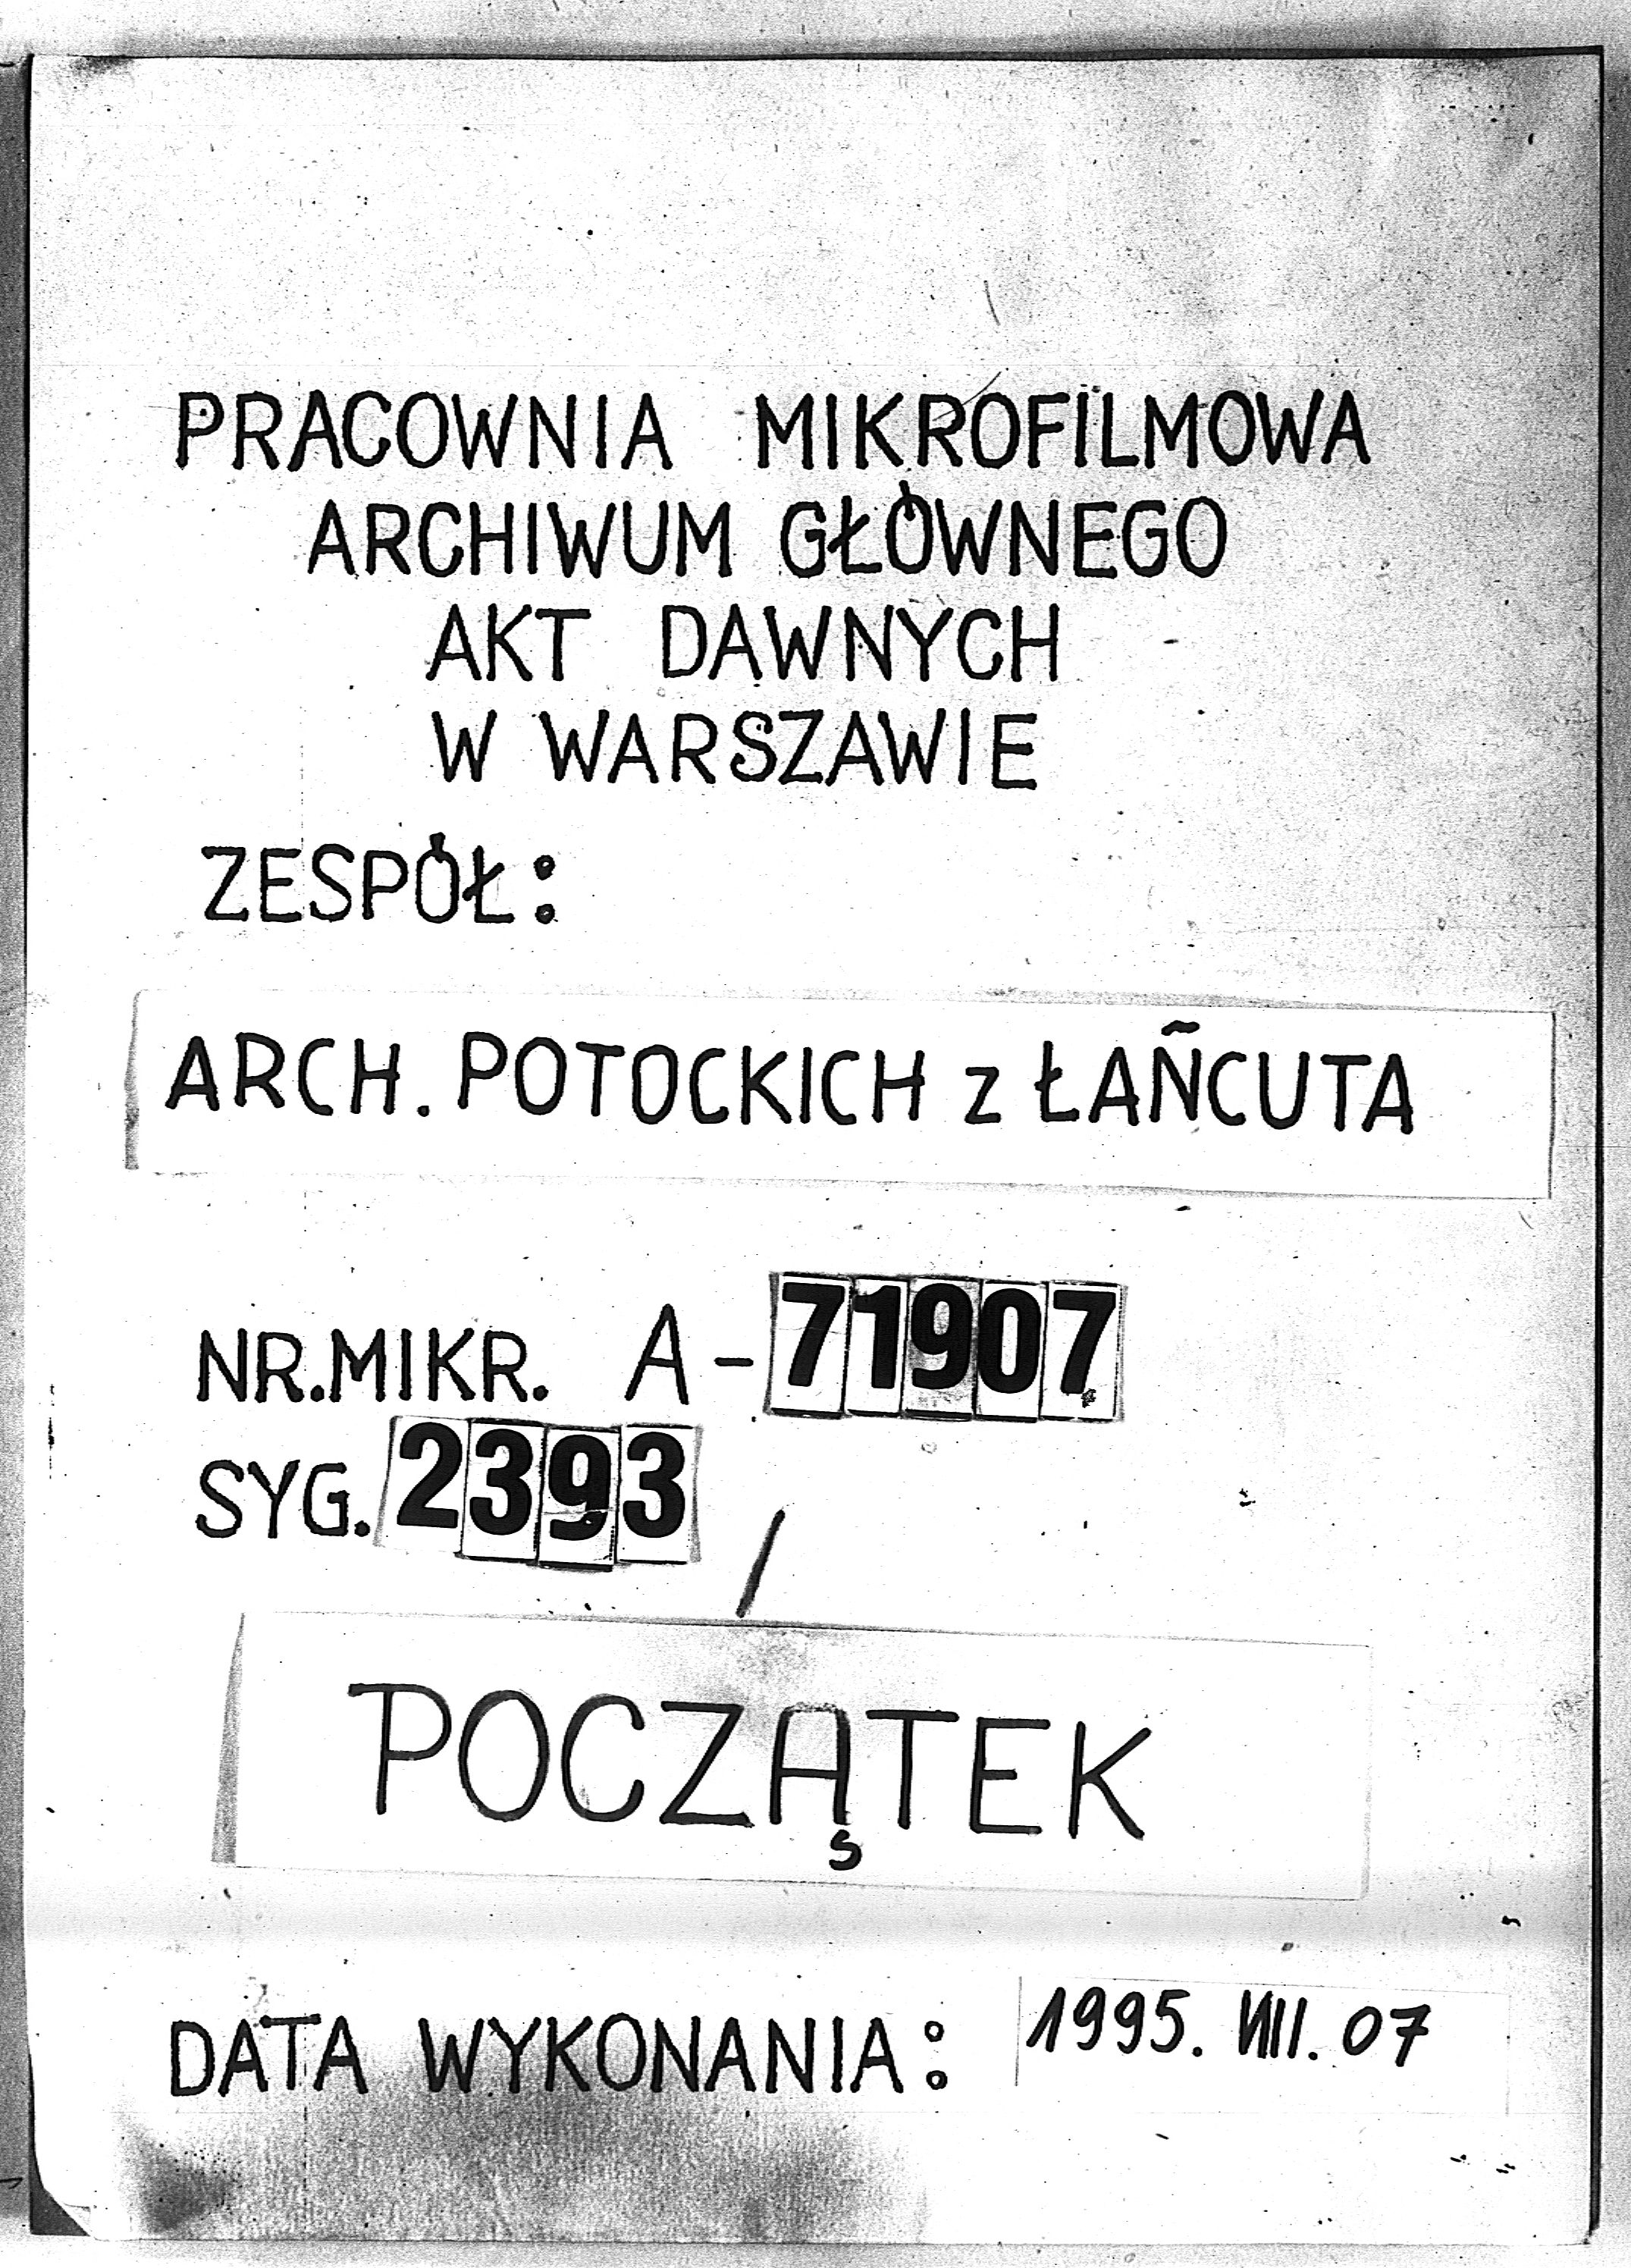 PRACOWNIA MIKROFILMOWA
ARCHIWUM GŁÓWNEGO
AKT DAWNYCH
W WARSZAWIE
ZESPÓŁ:
ARCH. POTOCKICH z ŁAŃCUTA
NR.MIKR. A-71907
SYG. 2393 /
POCZĄTEK
DATA WYKONANIA: 1995. VIII. 07